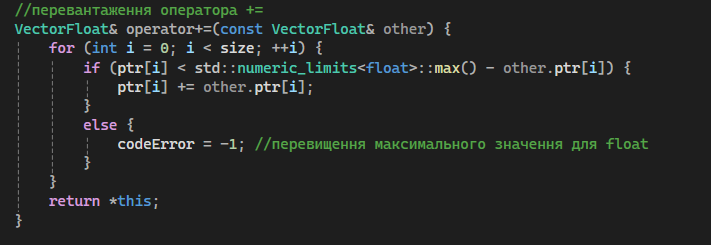 //перевантаження оператора +=
VectorFloat& operator+=(const VectorFloat& other) {
for (int i = 0; i < size; ++i) {
if (ptr[i] < std::numeric_limits<float>::max() - other.ptr[i]) {
ptr[i] += other.ptr[i];
}
else {
codeError = -1; //перевищення максимального значення для float
}
}
return *this;
}